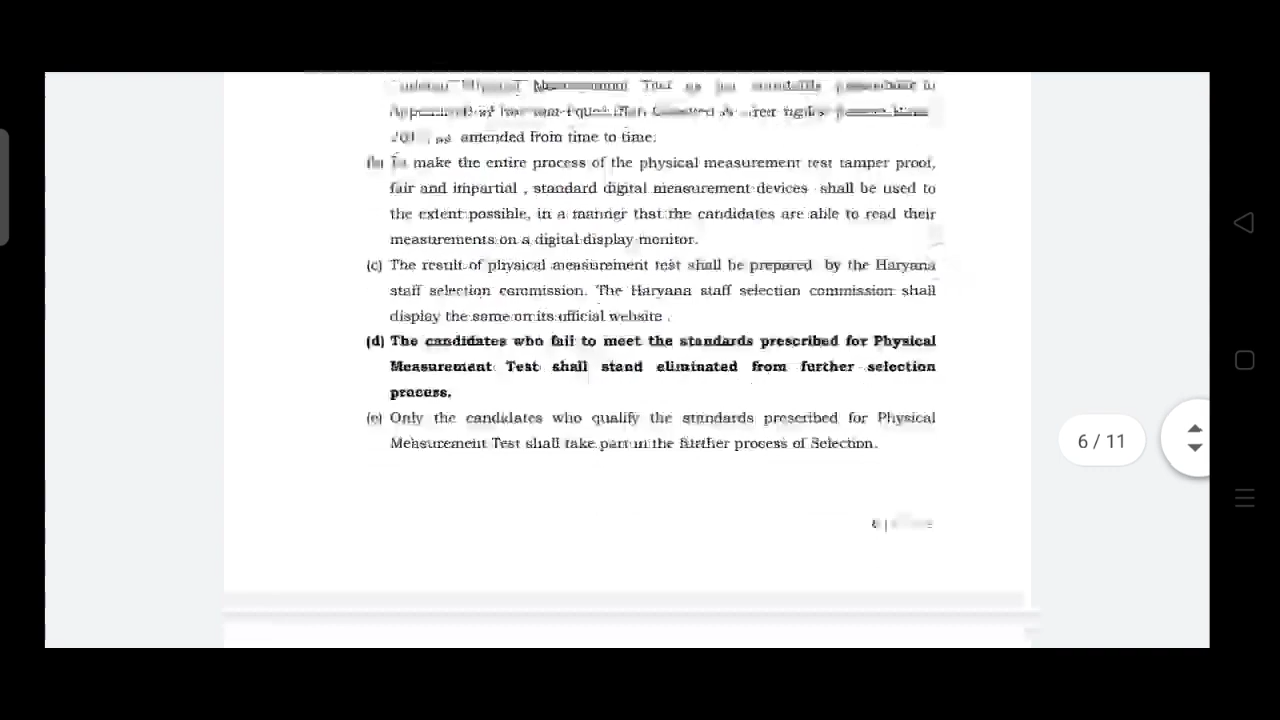 Measurement Test as per
amended from time to time.
(b) To make the entire process of the physical measurement test tamper proof,
fair and impartial , standard digital measurement devices shall be used to
the extent possible, in a manner that the candidates are able to read their
measurements on a digital display monitor.
(c) The result of physical measurement test shall be prepared by the Haryana
staff selection commission. The Haryana staff selection commission shall
display the same on its official website .
(d) The candidates who fail to meet the standards prescribed for Physical
Measurement Test shall stand eliminated from further selection
process.
(e) Only the candidates who qualify the standards prescribed for Physical
Measurement Test shall take part in the further process of Selection.
6 / 11
6 |